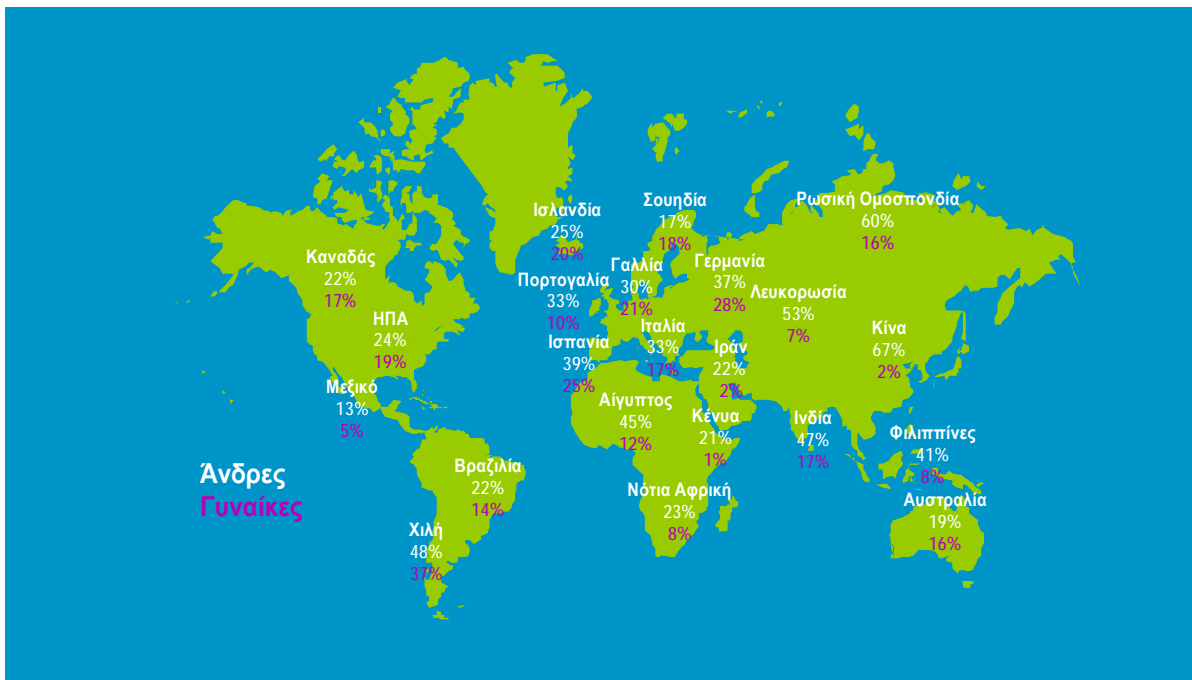 Ισλανδία
25%
20%
Σουηδία
17%
18%
Ρωσική Ομοσπονδία
60%
16%
Καναδάς
22%
17%
Πορτογαλία
33%
10%
Γαλλία
30%
21%
Γερμανία
37%
28%
Λευκορωσία
53%
7%
ΗΠΑ
24%
19%
Ιταλία
33%
17%
Κίνα
67%
2%
Ισπανία
39%
25%
Ιράν
22%
2%
Μεξικό
13%
5%
Αίγυπτος
45%
12%
Κένυα
21%
1%
Ινδία
47%
17%
Φιλιππίνες
41%
8%
Άνδρες
Γυναίκες
Βραζιλία
22%
14%
Νότια Αφρική
23%
8%
Αυστραλία
19%
16%
Χιλή
48%
37%